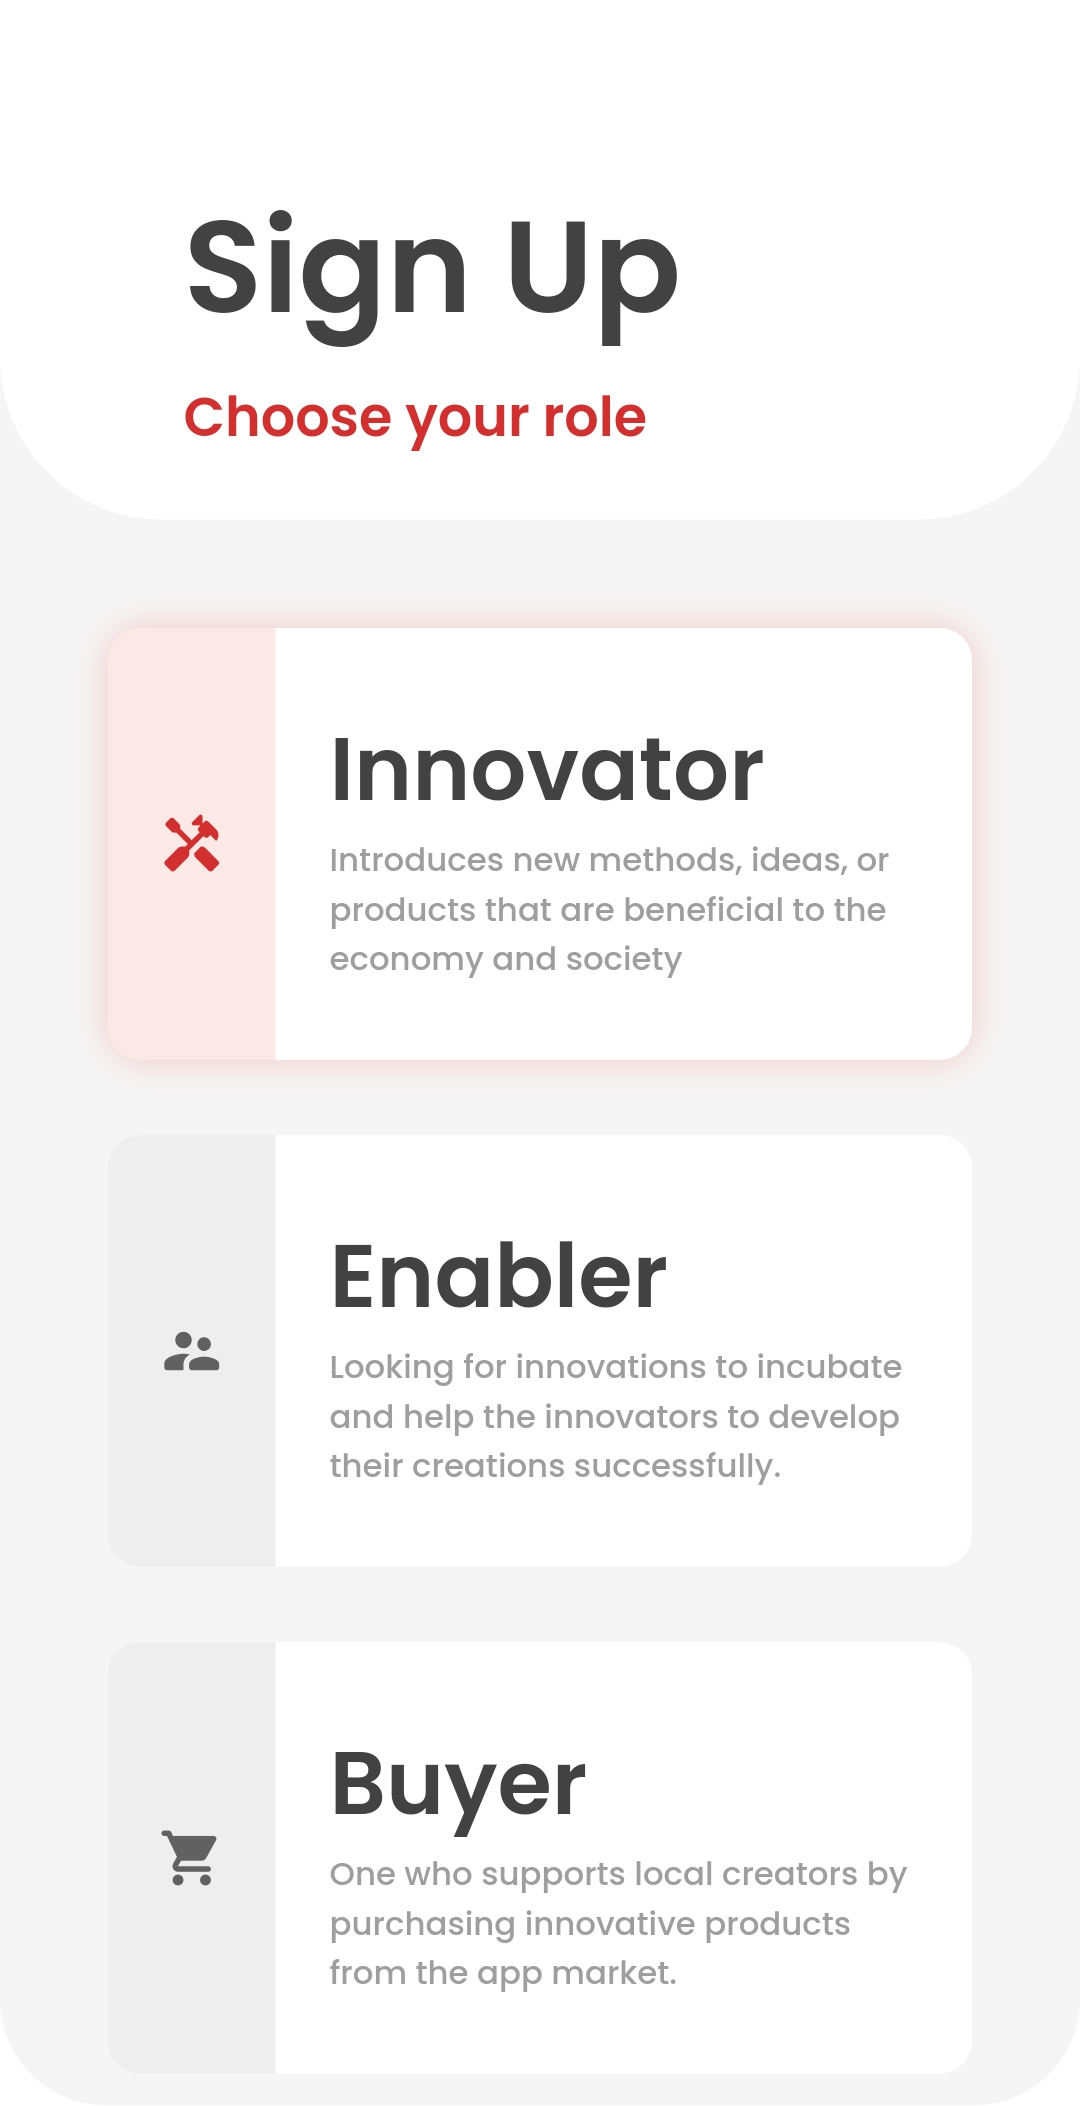 Sign Up
Choose your role
Innovator
Introduces new methods, ideas, or
products that are beneficial to the
economy and society
Enabler
Looking for innovations to incubate
and help the innovators to develop
their creations successfully.
Buyer
One who supports local creators by
purchasing innovative products
from the app market.